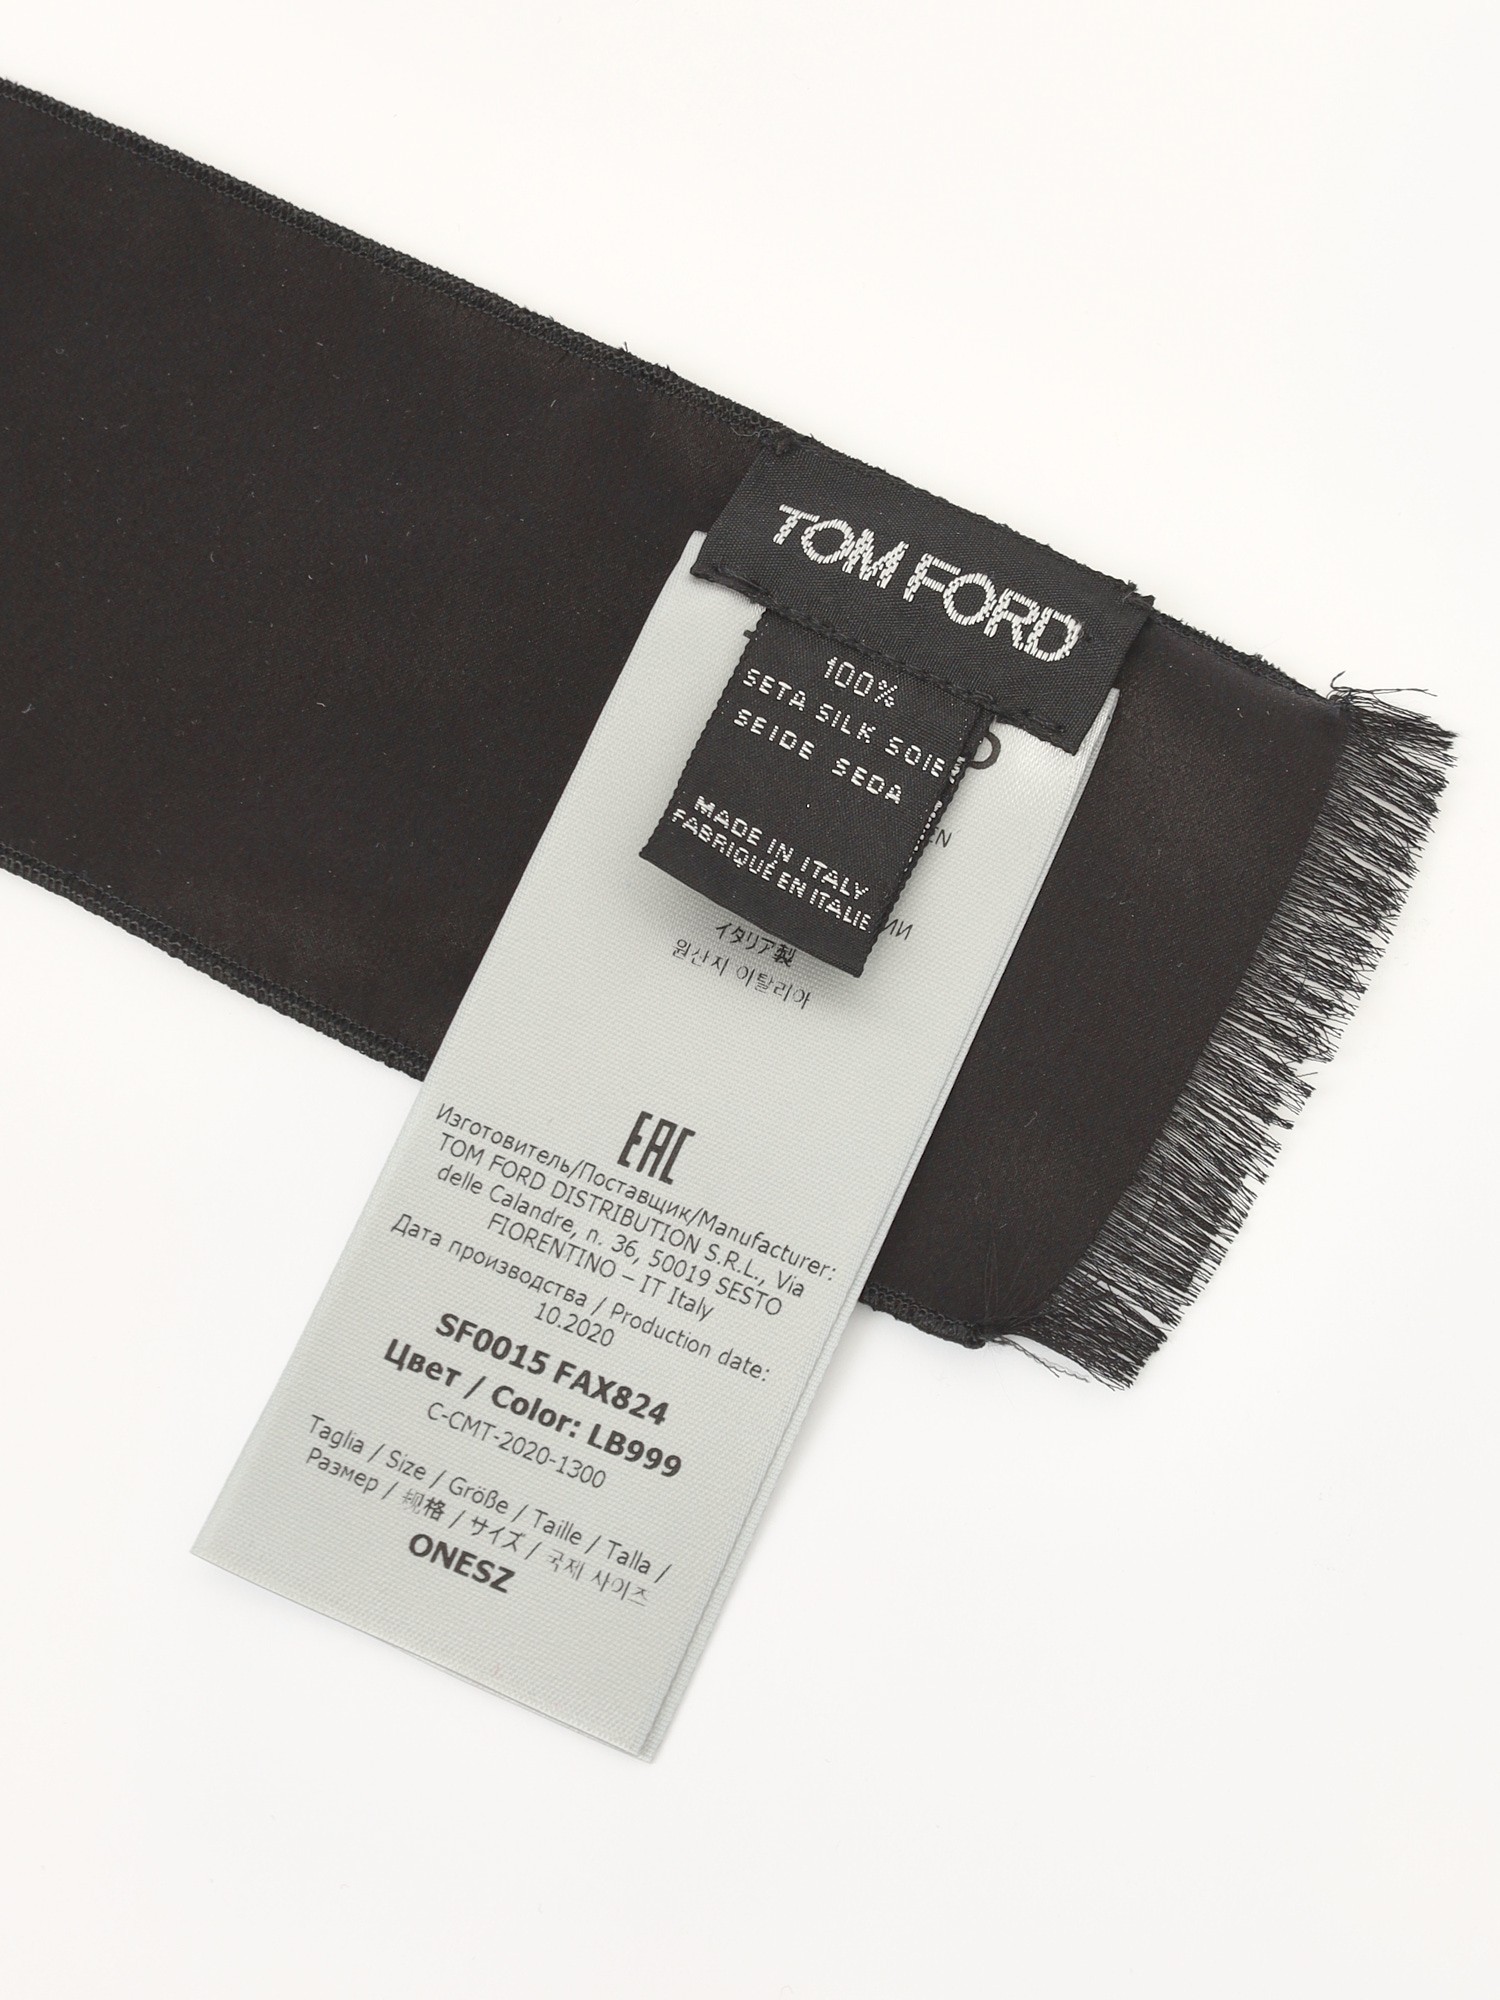 TOM FORD
100%
SETA SILK SOIE
SEIDE SEDA
MADE IN ITALY
FABRIQUÉ EN ITALIE
イタリア製
원산지 이탈리아
EAC
Изготовитель/Поставщик/Manufacturer:
TOM FORD DISTRIBUTION S.R.L., Via
delle Calandre, n. 36, 50019 SESTO
FIORENTINO – IT Italy
Дата производства / Production date:
10.2020
SF0015 FAX824
Цвет / Color: LB999
C-CMT-2020-1300
Taglia / Size / Größe / Taille / Talla /
Размер / 规格 / サイズ / 국제 사이즈
ONESZ